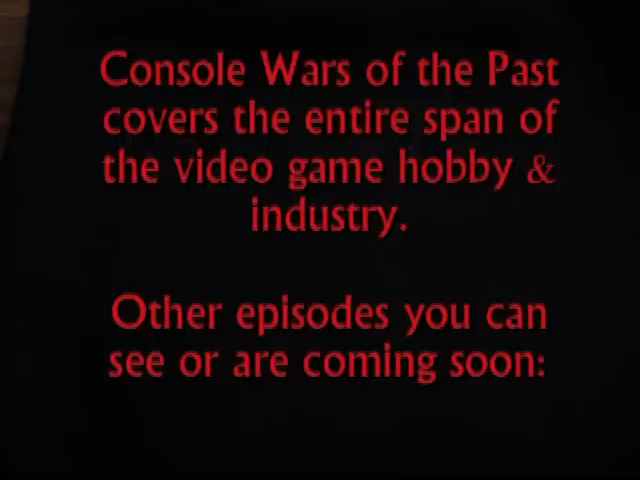 Console Wars of the Past
covers the entire span of
the video game hobby &
industry.
Other episodes you can
see or are coming soon: